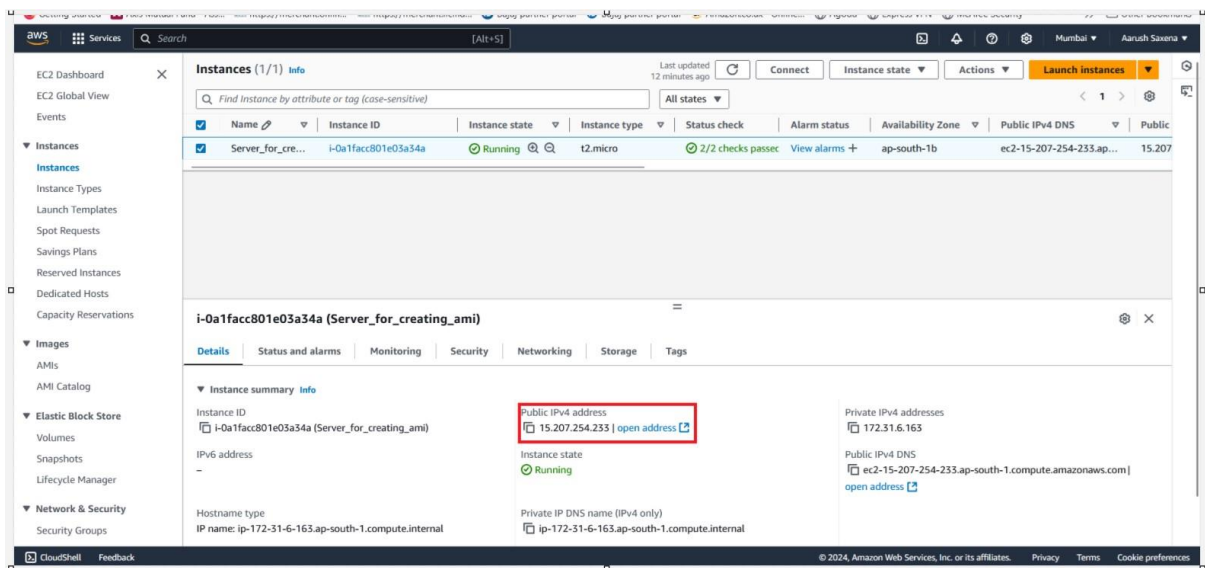 aws Services Search [Alt+S] Mumbai Aarush Saxena
EC2 Dashboard
EC2 Global View
Events
Instances
Instances
Instance Types
Launch Templates
Spot Requests
Savings Plans
Reserved Instances
Dedicated Hosts
Capacity Reservations
Images
AMIs
AMI Catalog
Elastic Block Store
Volumes
Snapshots
Lifecycle Manager
Network & Security
Security Groups
Instances (1/1) Info
Last updated
12 minutes ago
Connect Instance state Actions Launch instances
Find Instance by attribute or tag (case-sensitive) All states 1
Name Instance ID Instance state Instance type Status check Alarm status Availability Zone Public IPv4 DNS Public
Server_for_cre... i-0a1facc801e03a34a Running t2.micro 2/2 checks passec View alarms + ap-south-1b ec2-15-207-254-233.ap... 15.207
i-0a1facc801e03a34a (Server_for_creating_ami)
Details Status and alarms Monitoring Security Networking Storage Tags
Instance summary Info
Instance ID
i-0a1facc801e03a34a (Server_for_creating_ami)
Public IPv4 address
15.207.254.233 | open address
Private IPv4 addresses
172.31.6.163
IPv6 address
–
Instance state
Running
Public IPv4 DNS
ec2-15-207-254-233.ap-south-1.compute.amazonaws.com |
open address
Hostname type
IP name: ip-172-31-6-163.ap-south-1.compute.internal
Private IP DNS name (IPv4 only)
ip-172-31-6-163.ap-south-1.compute.internal
CloudShell Feedback © 2024, Amazon Web Services, Inc. or its affiliates. Privacy Terms Cookie preferences